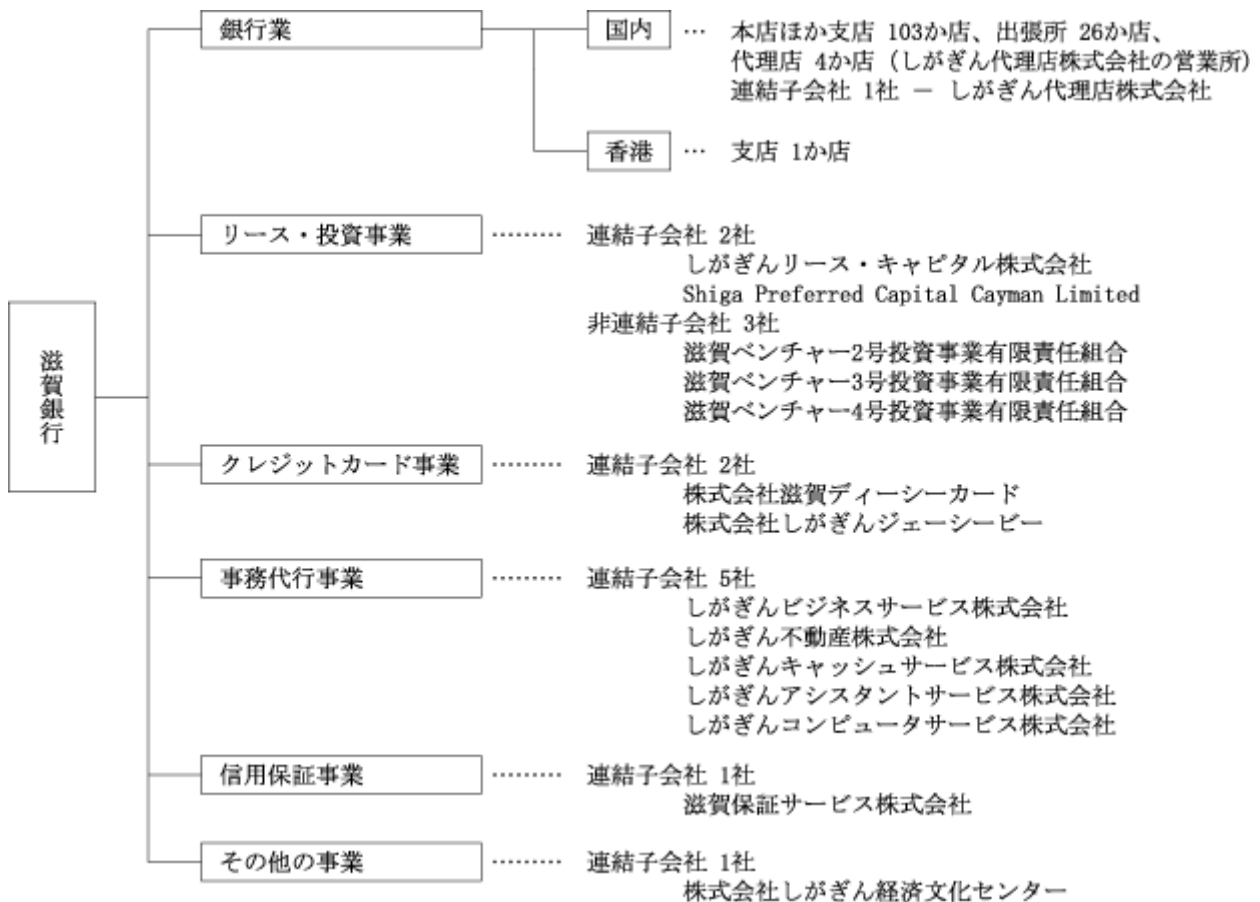 滋賀銀行
銀行業
国内 … 本店ほか支店 103か店、出張所 26か店、
代理店 4か店 (しがぎん代理店株式会社の営業所)
連結子会社 1社 － しがぎん代理店株式会社
香港 … 支店 1か店
リース・投資事業 ……… 連結子会社 2社
しがぎんリース・キャピタル株式会社
Shiga Preferred Capital Cayman Limited
非連結子会社 3社
滋賀ベンチャー2号投資事業有限責任組合
滋賀ベンチャー3号投資事業有限責任組合
滋賀ベンチャー4号投資事業有限責任組合
クレジットカード事業 ……… 連結子会社 2社
株式会社滋賀ディーシーカード
株式会社しがぎんジェーシービー
事務代行事業 ……… 連結子会社 5社
しがぎんビジネスサービス株式会社
しがぎん不動産株式会社
しがぎんキャッシュサービス株式会社
しがぎんアシスタントサービス株式会社
しがぎんコンピュータサービス株式会社
信用保証事業 ……… 連結子会社 1社
滋賀保証サービス株式会社
その他の事業 ……… 連結子会社 1社
株式会社しがぎん経済文化センター